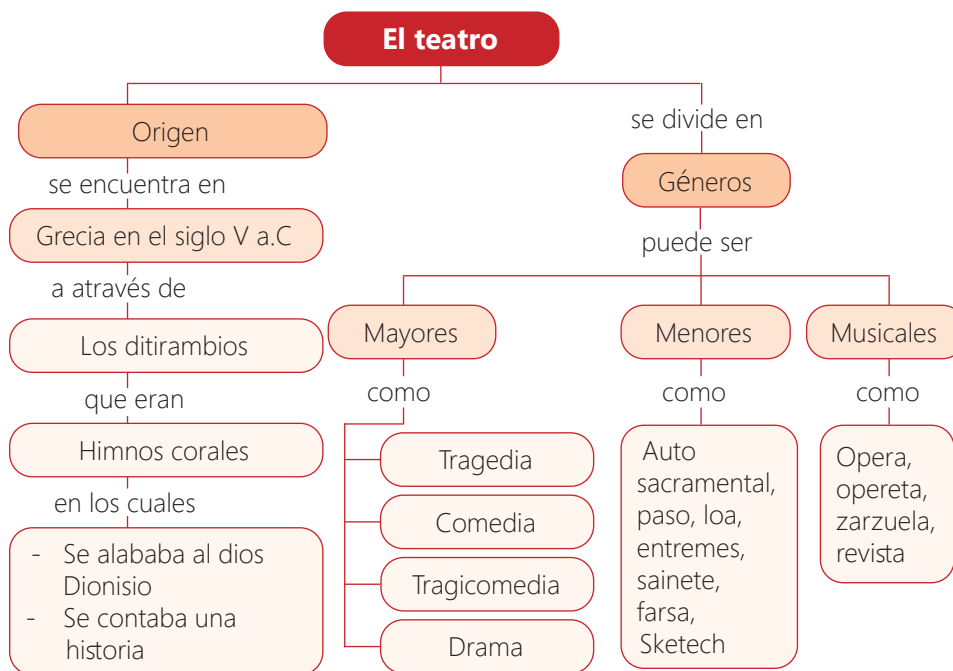 El teatro
Origen
se encuentra en
Grecia en el siglo V a.C
a através de
Los ditirambios
que eran
Himnos corales
en los cuales
- Se alababa al dios
Dionisio
- Se contaba una
historia
se divide en
Géneros
puede ser
Mayores
como
Tragedia
Comedia
Tragicomedia
Drama
Menores
como
Auto
sacramental,
paso, loa,
entremes,
sainete,
farsa,
Sketech
Musicales
como
Opera,
opereta,
zarzuela,
revista